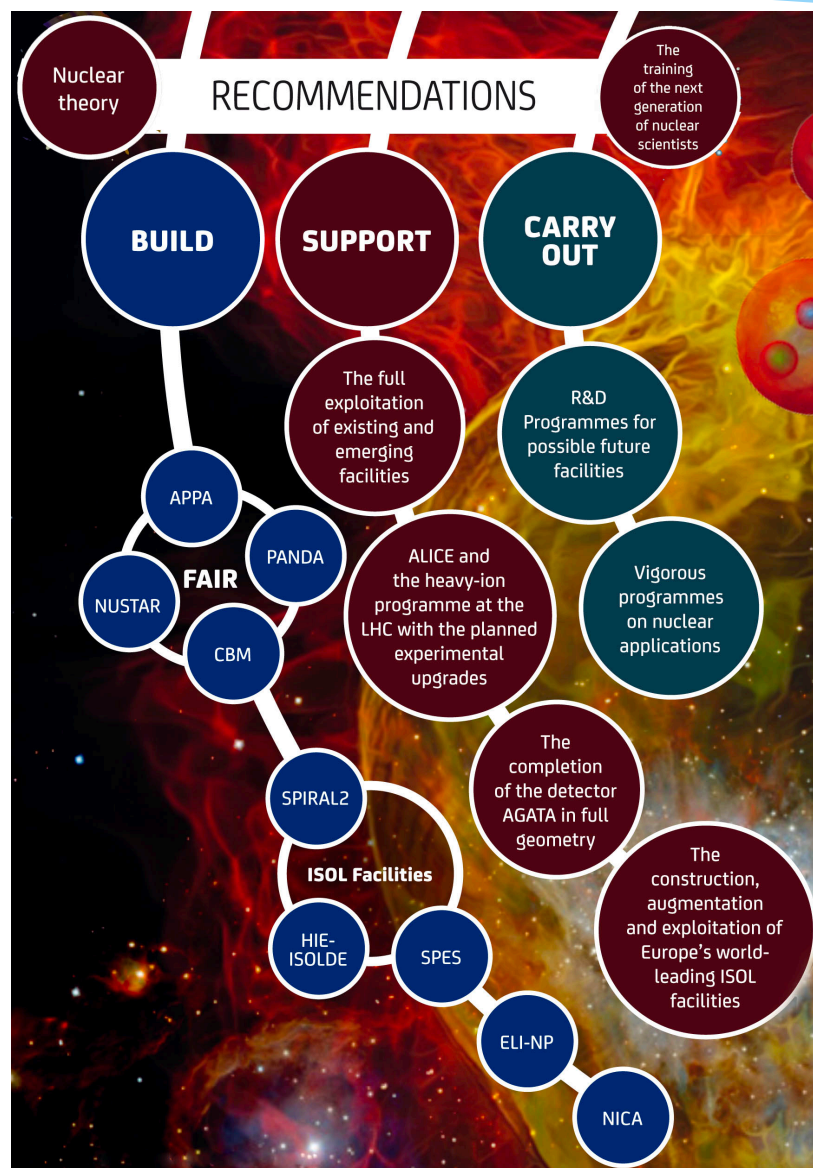 Nuclear
theory
RECOMMENDATIONS
The
training
of the next
generation
of nuclear
scientists
BUILD
SUPPORT
CARRY
OUT
The full
exploitation
of existing and
emerging
facilities
R&D
Programmes for
possible future
facilities
APPA
PANDA
FAIR
NUSTAR
CBM
ALICE and
the heavy-ion
programme at the
LHC with the planned
experimental
upgrades
Vigorous
programmes
on nuclear
applications
The
completion
of the detector
AGATA in full
geometry
SPIRAL2
ISOL Facilities
HIE-
ISOLDE
SPES
The
construction,
augmentation
and exploitation of
Europe's world-
leading ISOL
facilities
ELI-NP
NICA